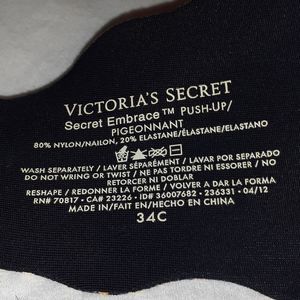 VICTORIA'S SECRET
Secret Embrace™ PUSH-UP/
PIGEONNANT
80% NYLON/NAILON, 20% ELASTANE/ÉLASTANE/ELASTANO
WASH SEPARATELY / LAVER SÉPARÉMENT / LAVAR POR SEPARADO
DO NOT WRING OR TWIST / NE PAS TORDRE NI ESSORER / NO
RETORCER NI DOBLAR
RESHAPE / REDONNER LA FORME / VOLVER A DAR LA FORMA
RN# 70817 • CA# 23226 • ID# 36007682 • 236331 • 04/12
MADE IN/FAIT EN/HECHO EN CHINA
34C